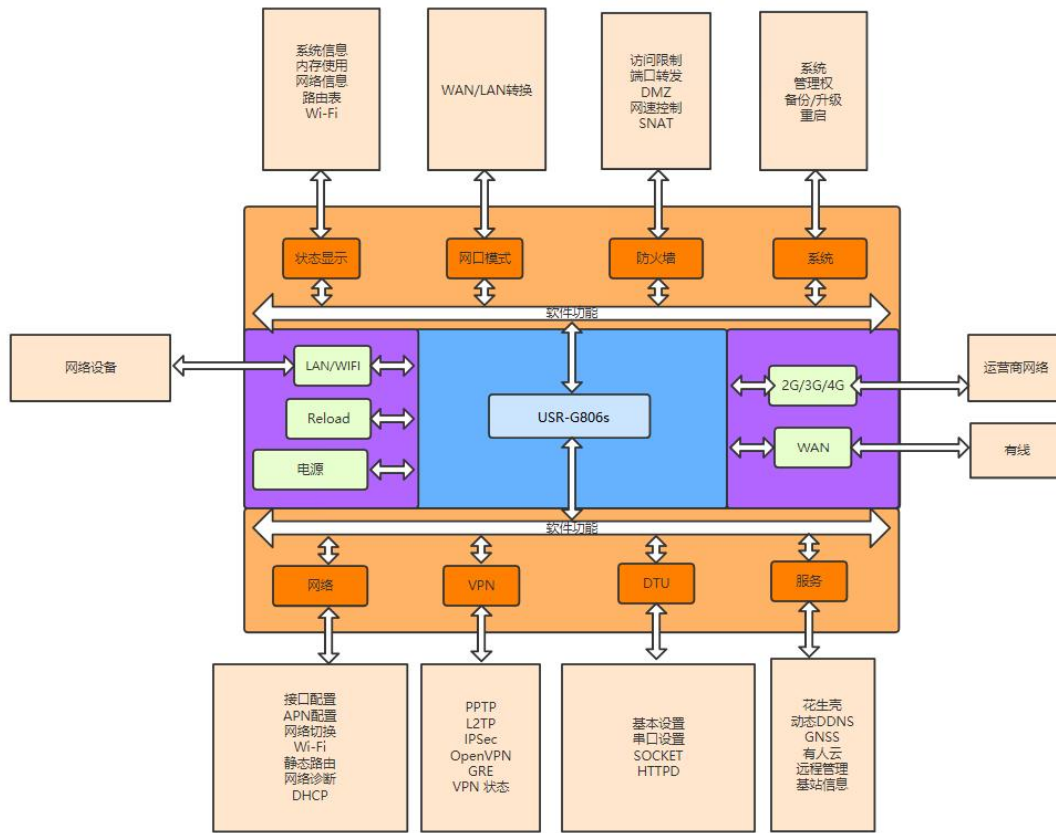 系统信息
内存使用
网络信息
路由表
Wi-Fi
WAN/LAN转换
访问限制
端口转发
DMZ
网速控制
SNAT
系统
管理权
备份/升级
重启
状态显示
网口模式
防火墙
系统
软件功能
网络设备
LAN/WIFI
Reload
电源
USR-G806s
2G/3G/4G
WAN
运营商网络
有线
软件功能
网络
VPN
DTU
服务
接口配置
APN配置
网络切换
Wi-Fi
静态路由
网络诊断
DHCP
PPTP
L2TP
IPSec
OpenVPN
GRE
VPN 状态
基本设置
串口设置
SOCKET
HTTPD
花生壳
动态DDNS
GNSS
有人云
远程管理
基站信息